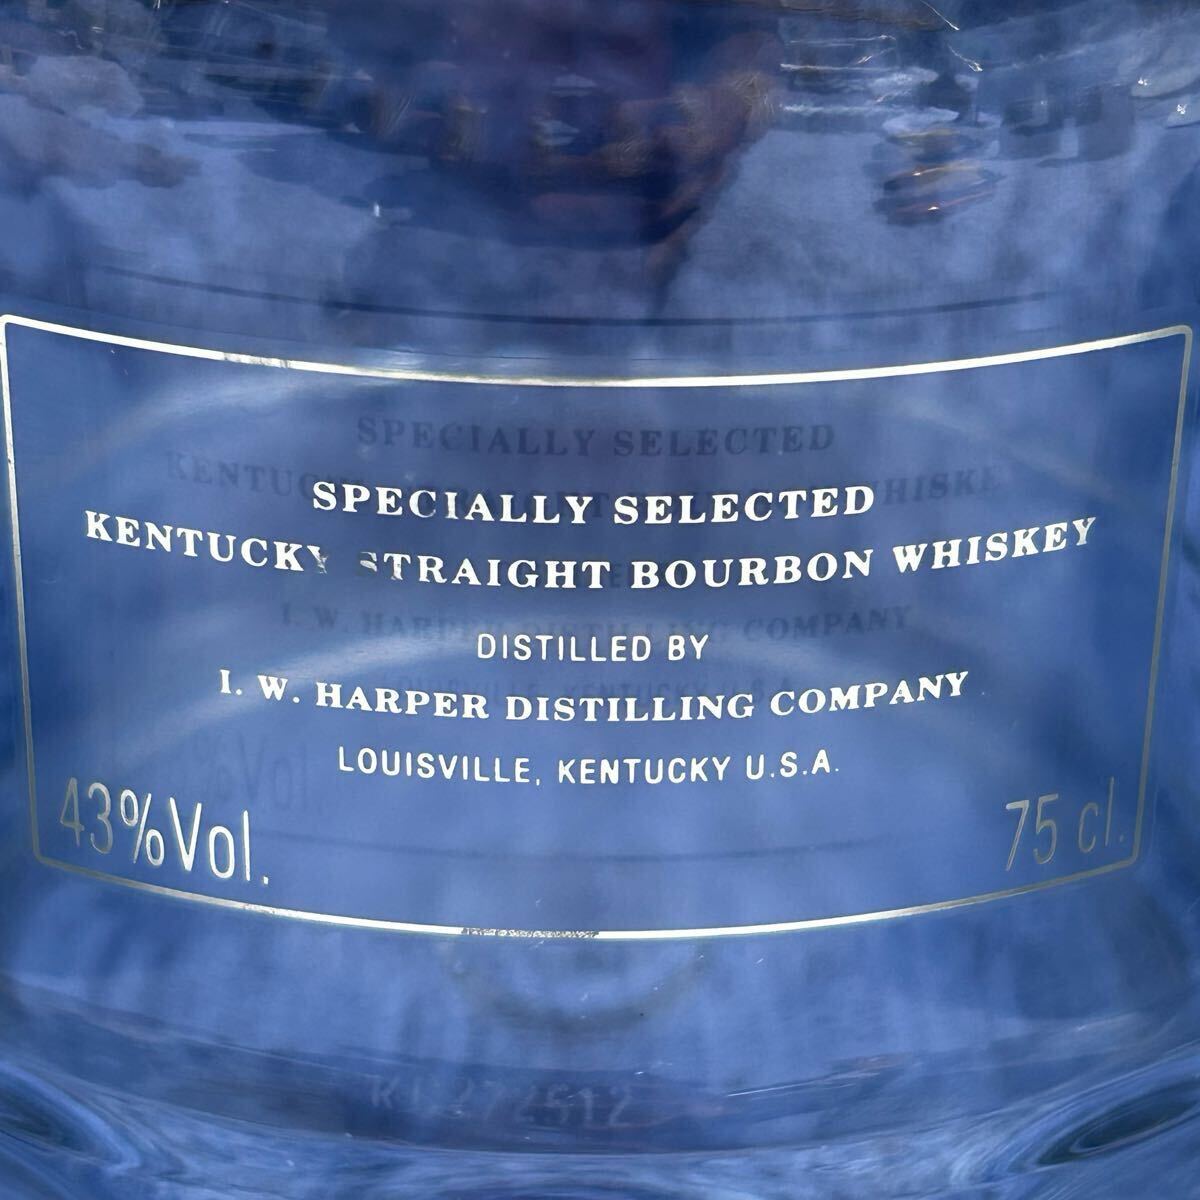 SPECIALLY SELECTED
KENTUCKY STRAIGHT BOURBON WHISKEY
DISTILLED BY
I. W. HARPER DISTILLING COMPANY
LOUISVILLE, KENTUCKY U.S.A.
43%Vol.
75 cl.